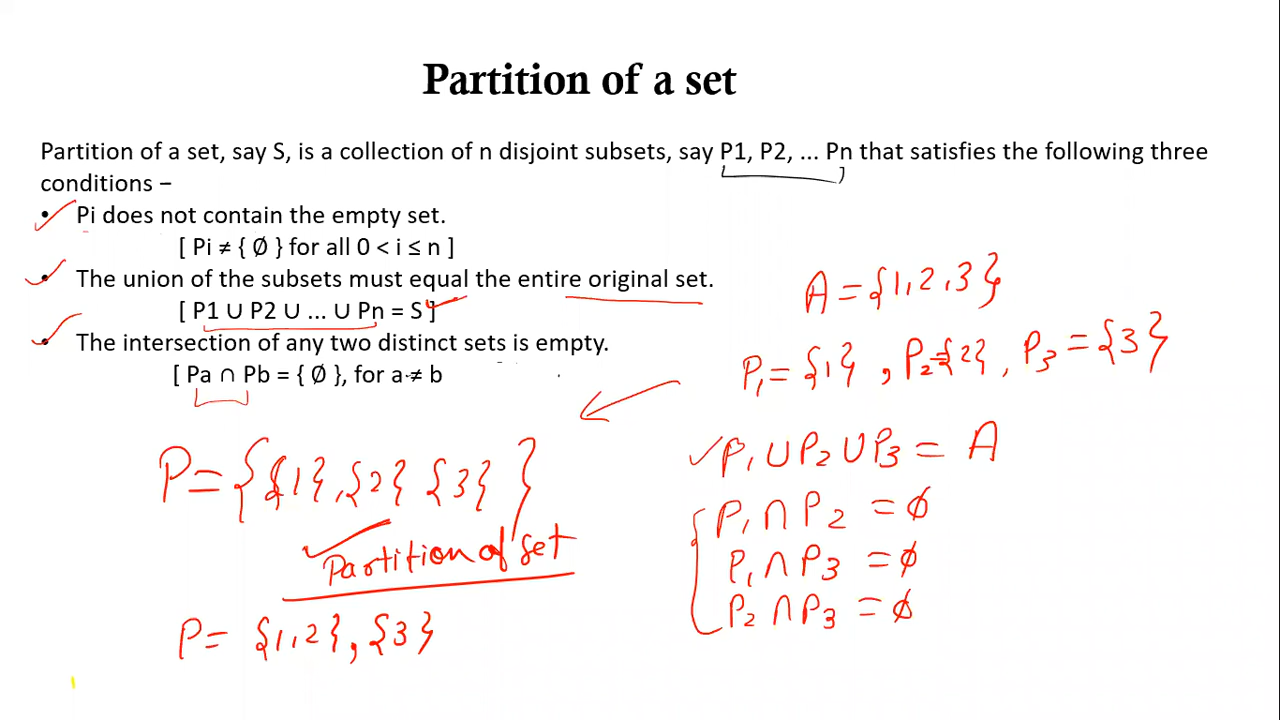 Partition of a set
Partition of a set, say S, is a collection of n disjoint subsets, say P1, P2, ... Pn that satisfies the following three
conditions −
• Pi does not contain the empty set.
[ Pi ≠ { Ø } for all 0 < i ≤ n ]
• The union of the subsets must equal the entire original set.
[ P1 ∪ P2 ∪ ... ∪ Pn = S ]
• The intersection of any two distinct sets is empty.
[ Pa ∩ Pb = { Ø }, for a ≠ b
A = {1,2,3}
P1 = {1} , P2={2} , P3 = {3}
P1 ∪ P2 ∪ P3 = A
P1 ∩ P2 = ϕ
P1 ∩ P3 = ϕ
P2 ∩ P3 = ϕ
P = { {1} , {2} {3} }
Partition of set
P = {1,2} , {3}